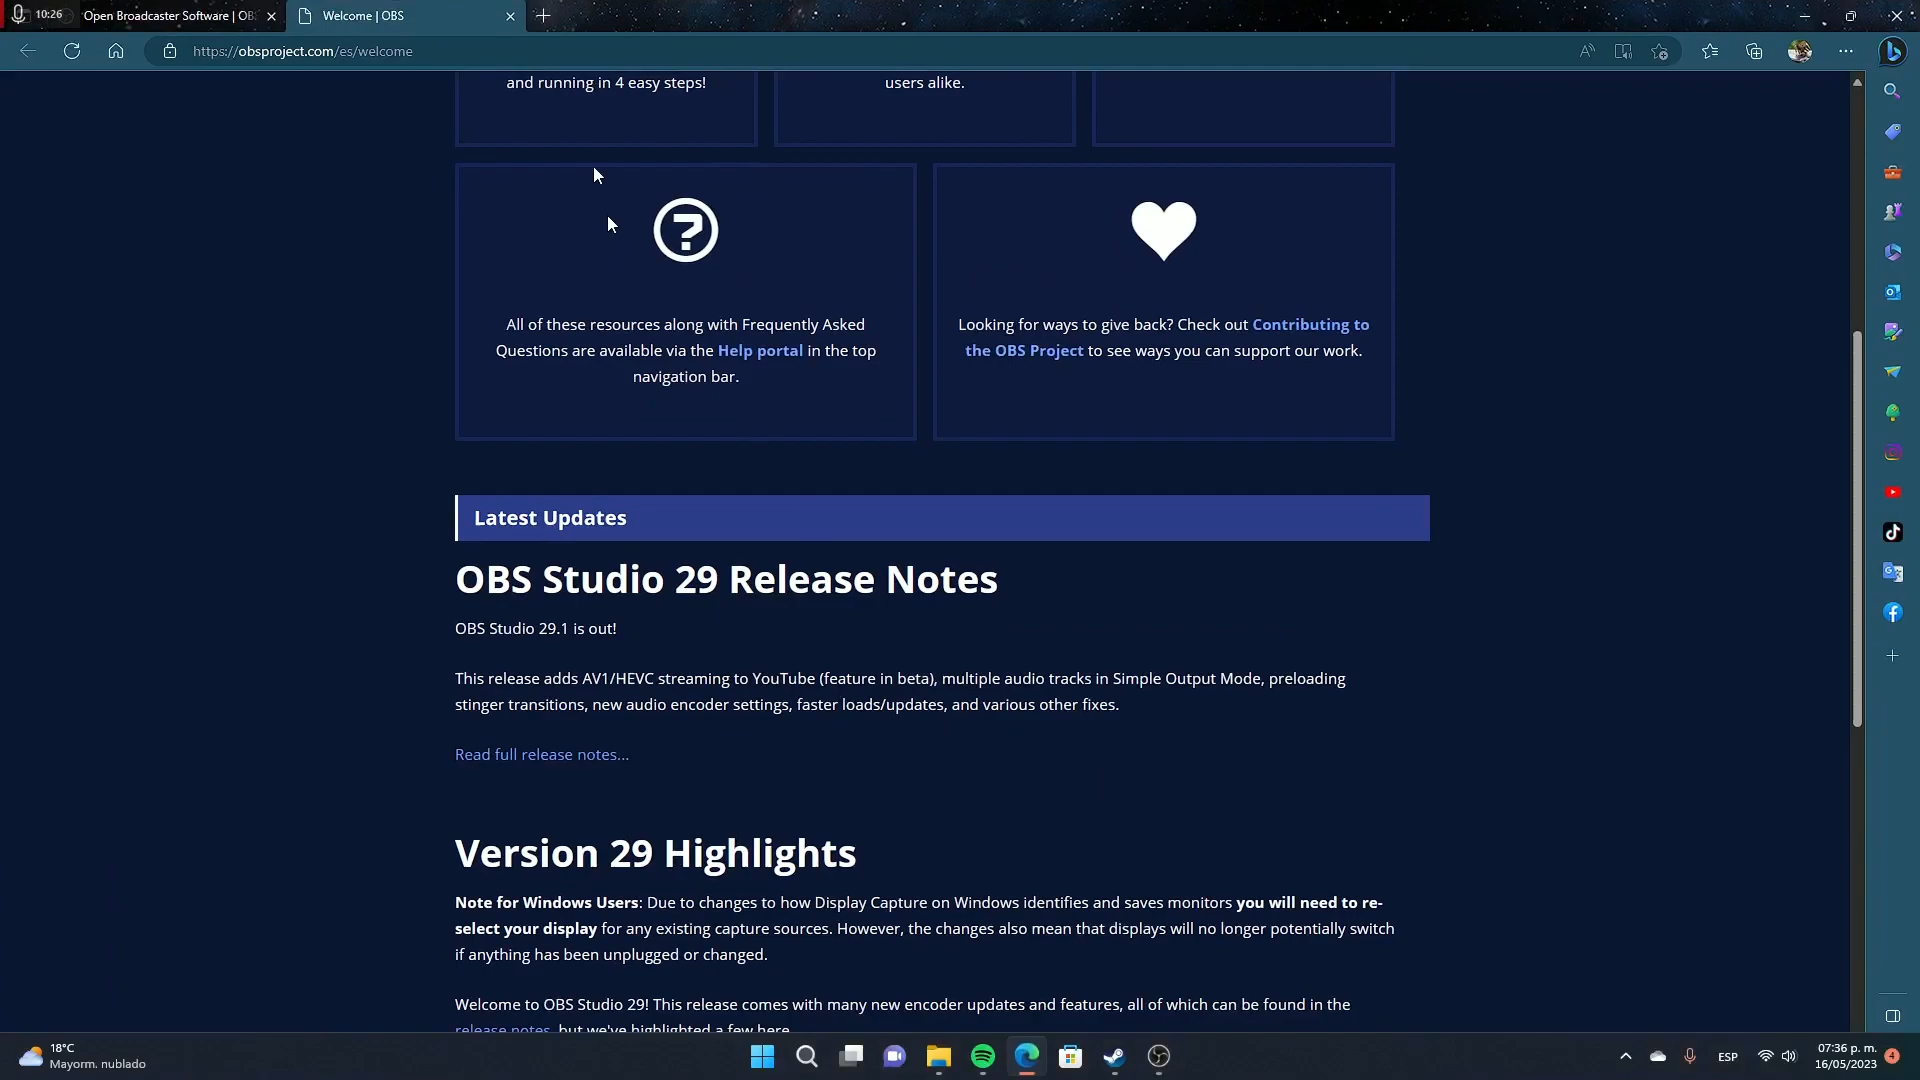 10:26
Open Broadcaster Software | OB
Welcome | OBS
https://obsproject.com/es/welcome
and running in 4 easy steps!
users alike.
All of these resources along with Frequently Asked
Questions are available via the Help portal in the top
navigation bar.
Looking for ways to give back? Check out Contributing to
the OBS Project to see ways you can support our work.
Latest Updates
OBS Studio 29 Release Notes
OBS Studio 29.1 is out!
This release adds AV1/HEVC streaming to YouTube (feature in beta), multiple audio tracks in Simple Output Mode, preloading
stinger transitions, new audio encoder settings, faster loads/updates, and various other fixes.
Read full release notes...
Version 29 Highlights
Note for Windows Users: Due to changes to how Display Capture on Windows identifies and saves monitors you will need to re-
select your display for any existing capture sources. However, the changes also mean that displays will no longer potentially switch
if anything has been unplugged or changed.
Welcome to OBS Studio 29! This release comes with many new encoder updates and features, all of which can be found in the
release notes, but we've highlighted a few here.
18°C
Mayorm. nublado
ESP
07:36 p. m.
16/05/2023
4